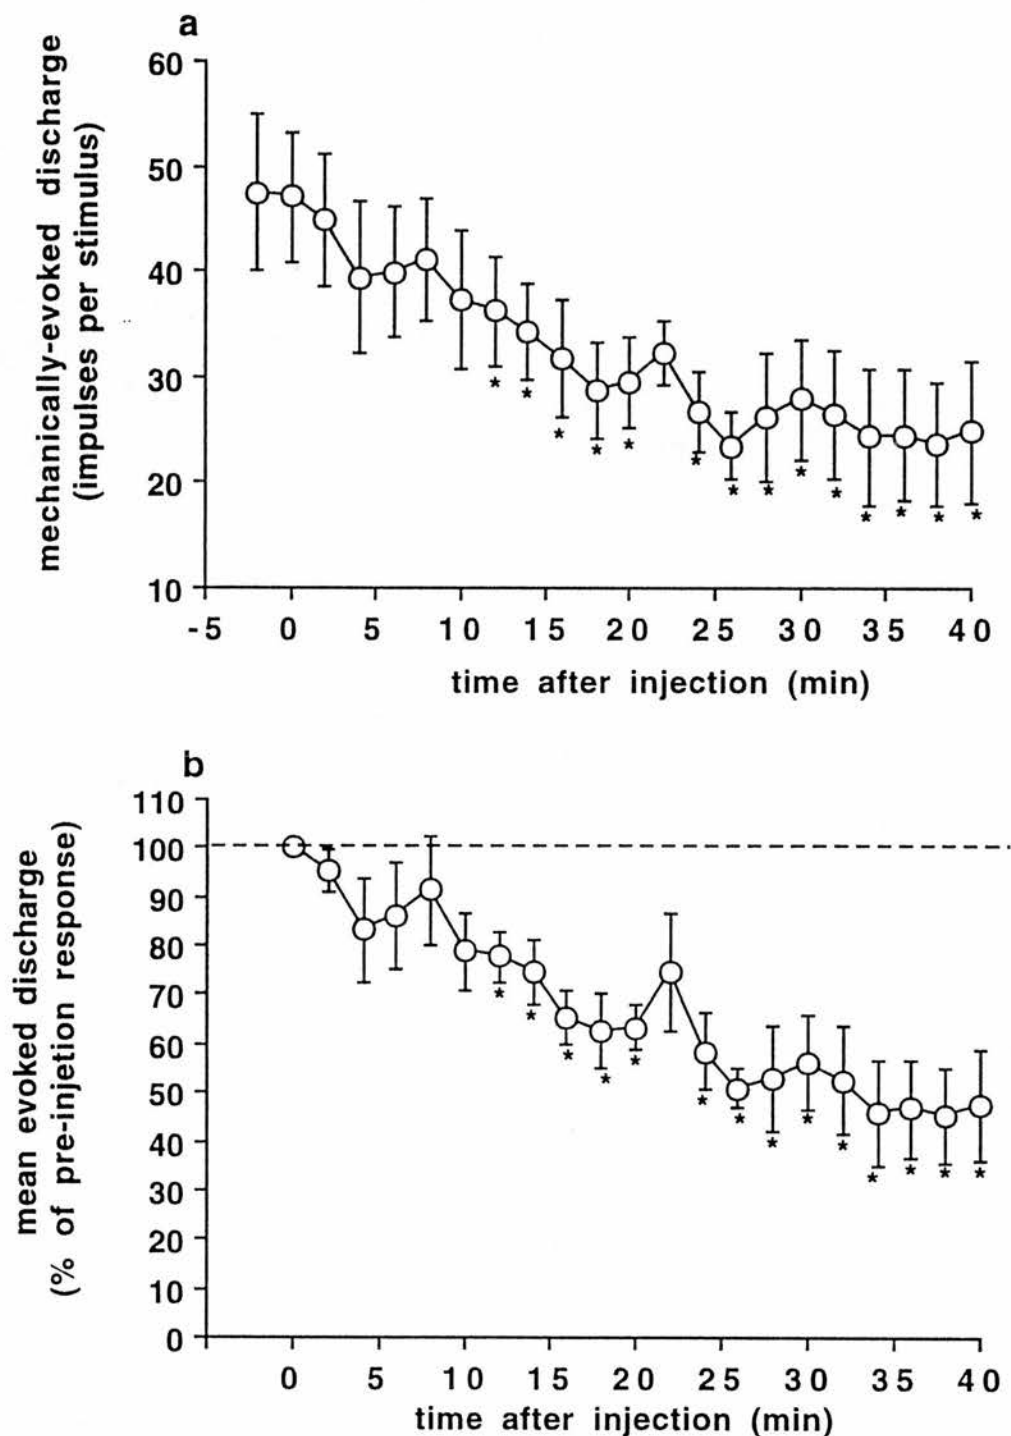 a
mechanically-evoked discharge
(impulses per stimulus)
60
50
40
30
20
10
* * * * * * * * * * * * * *
-5 0 5 10 15 20 25 30 35 40
time after injection (min)
b
mean evoked discharge
(% of pre-injetion response)
110
100
90
80
70
60
50
40
30
20
10
0
* * * * * * * * * * * * * *
0 5 10 15 20 25 30 35 40
time after injection (min)